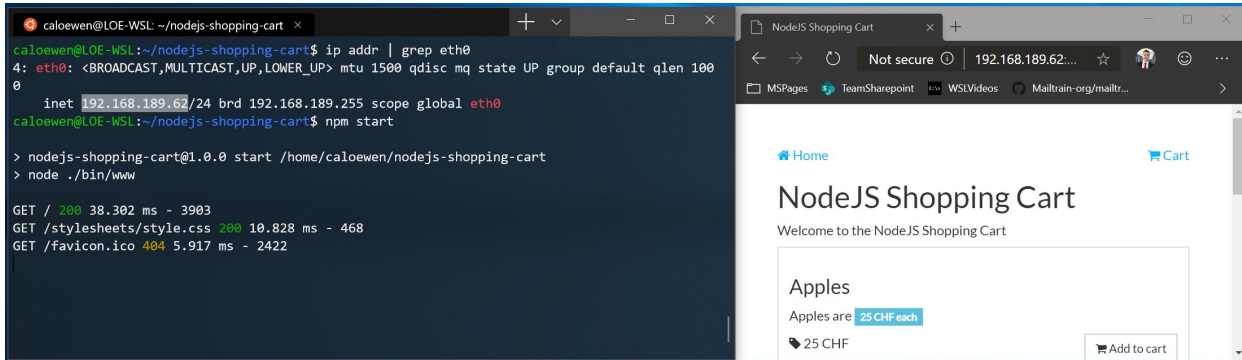 caloewen@LOE-WSL: ~/nodejs-shopping-cart
caloewen@LOE-WSL:~/nodejs-shopping-cart$ ip addr | grep eth0
4: eth0: <BROADCAST,MULTICAST,UP,LOWER_UP> mtu 1500 qdisc mq state UP group default qlen 100
0
inet 192.168.189.62/24 brd 192.168.189.255 scope global eth0
caloewen@LOE-WSL:~/nodejs-shopping-cart$ npm start
> nodejs-shopping-cart@1.0.0 start /home/caloewen/nodejs-shopping-cart
> node ./bin/www
GET / 200 38.302 ms - 3903
GET /stylesheets/style.css 200 10.828 ms - 468
GET /favicon.ico 404 5.917 ms - 2422
NodeJS Shopping Cart
Not secure 192.168.189.62:...
MSPages TeamSharepoint WSLVideos Mailtrain-org/mailtr...
Home Cart
NodeJS Shopping Cart
Welcome to the NodeJS Shopping Cart
Apples
Apples are 25 CHF each
25 CHF Add to cart